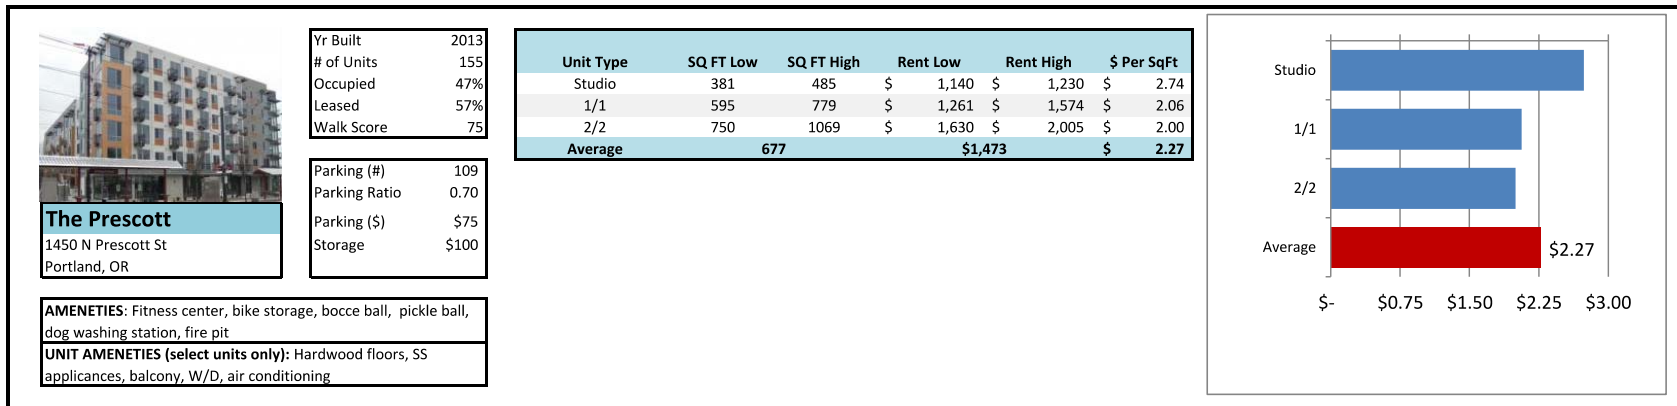 The Prescott
1450 N Prescott St
Portland, OR
Yr Built 2013
# of Units 155
Occupied 47%
Leased 57%
Walk Score 75
Parking (#) 109
Parking Ratio 0.70
Parking ($) $75
Storage $100
AMENETIES: Fitness center, bike storage, bocce ball, pickle ball,
dog washing station, fire pit
UNIT AMENETIES (select units only): Hardwood floors, SS
applicances, balcony, W/D, air conditioning
Unit Type SQ FT Low SQ FT High Rent Low Rent High $ Per SqFt
Studio 381 485 $ 1,140 $ 1,230 $ 2.74
1/1 595 779 $ 1,261 $ 1,574 $ 2.06
2/2 750 1069 $ 1,630 $ 2,005 $ 2.00
Average 677 $1,473 $ 2.27
Studio
1/1
2/2
Average $2.27
$- $0.75 $1.50 $2.25 $3.00